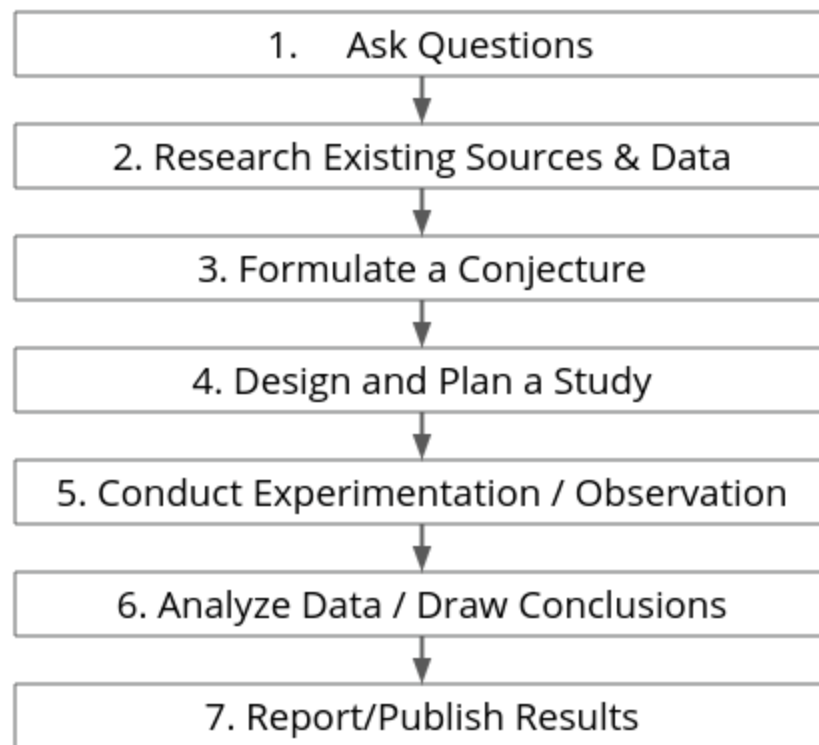 1. Ask Questions
2. Research Existing Sources & Data
3. Formulate a Conjecture
4. Design and Plan a Study
5. Conduct Experimentation / Observation
6. Analyze Data / Draw Conclusions
7. Report/Publish Results